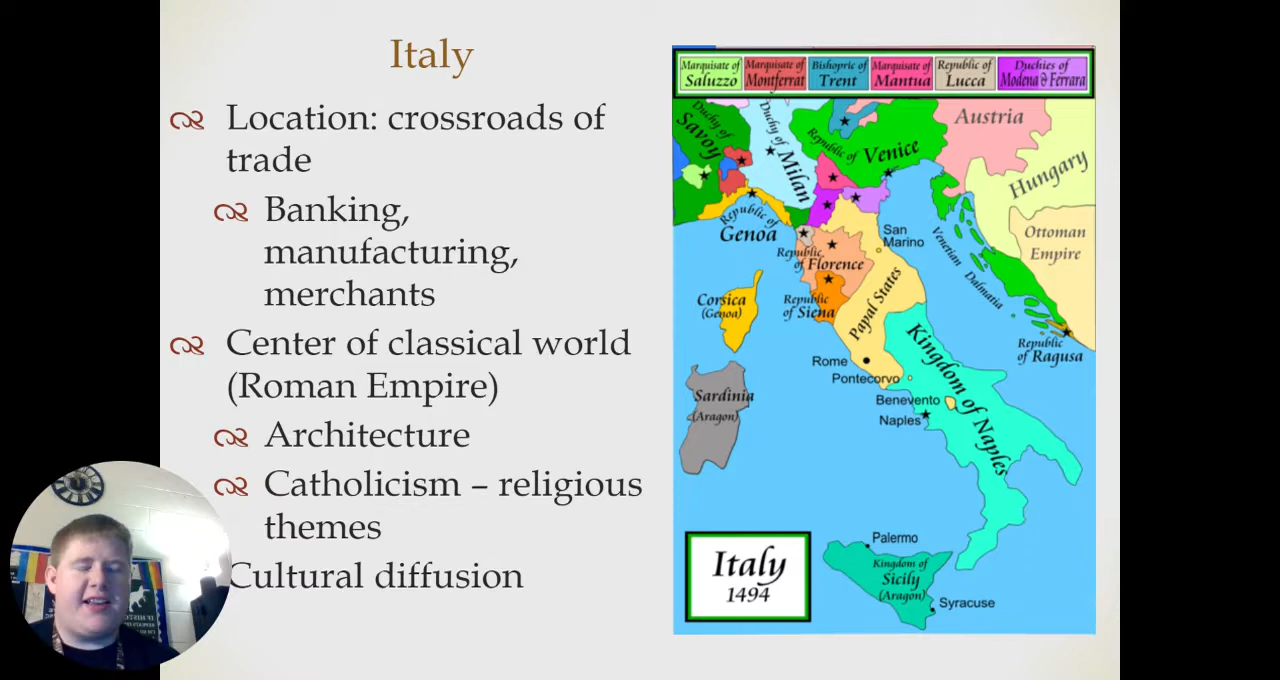 Italy
Location: crossroads of
trade
Banking,
manufacturing,
merchants
Center of classical world
(Roman Empire)
Architecture
Catholicism – religious
themes
Cultural diffusion
Marquisate of
Saluzzo
Marquisate of
Montferrat
Bishopric of
Trent
Marquisate of
Mantua
Republic of
Lucca
Duchies of
Modena & Ferrara
Duchy of
Savoy
Duchy of
Milan
Republic of
Venice
Austria
Hungary
Ottoman
Empire
Republic of
Genoa
San
Marino
Venetian
Dalmatia
Republic
of Florence
Corsica
(Genoa)
Republic
of Siena
Papal States
Republic
of Ragusa
Rome
Pontecorvo
Kingdom of Naples
Benevento
Naples
Sardinia
(Aragon)
Palermo
Kingdom of
Sicily
(Aragon)
Syracuse
Italy
1494
IF HISTORY
REPEATS